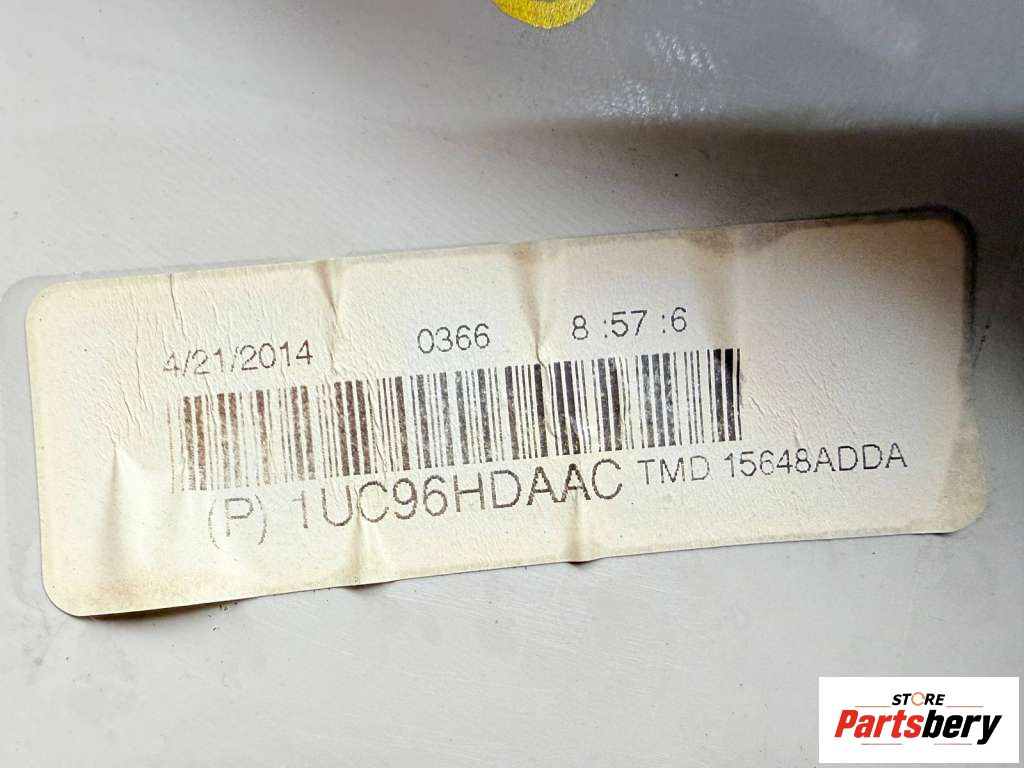 4/21/2014 0366 8 :57 :6
(P) 1UC96HDAAC TMD 15648ADDA
STORE
Partsbery